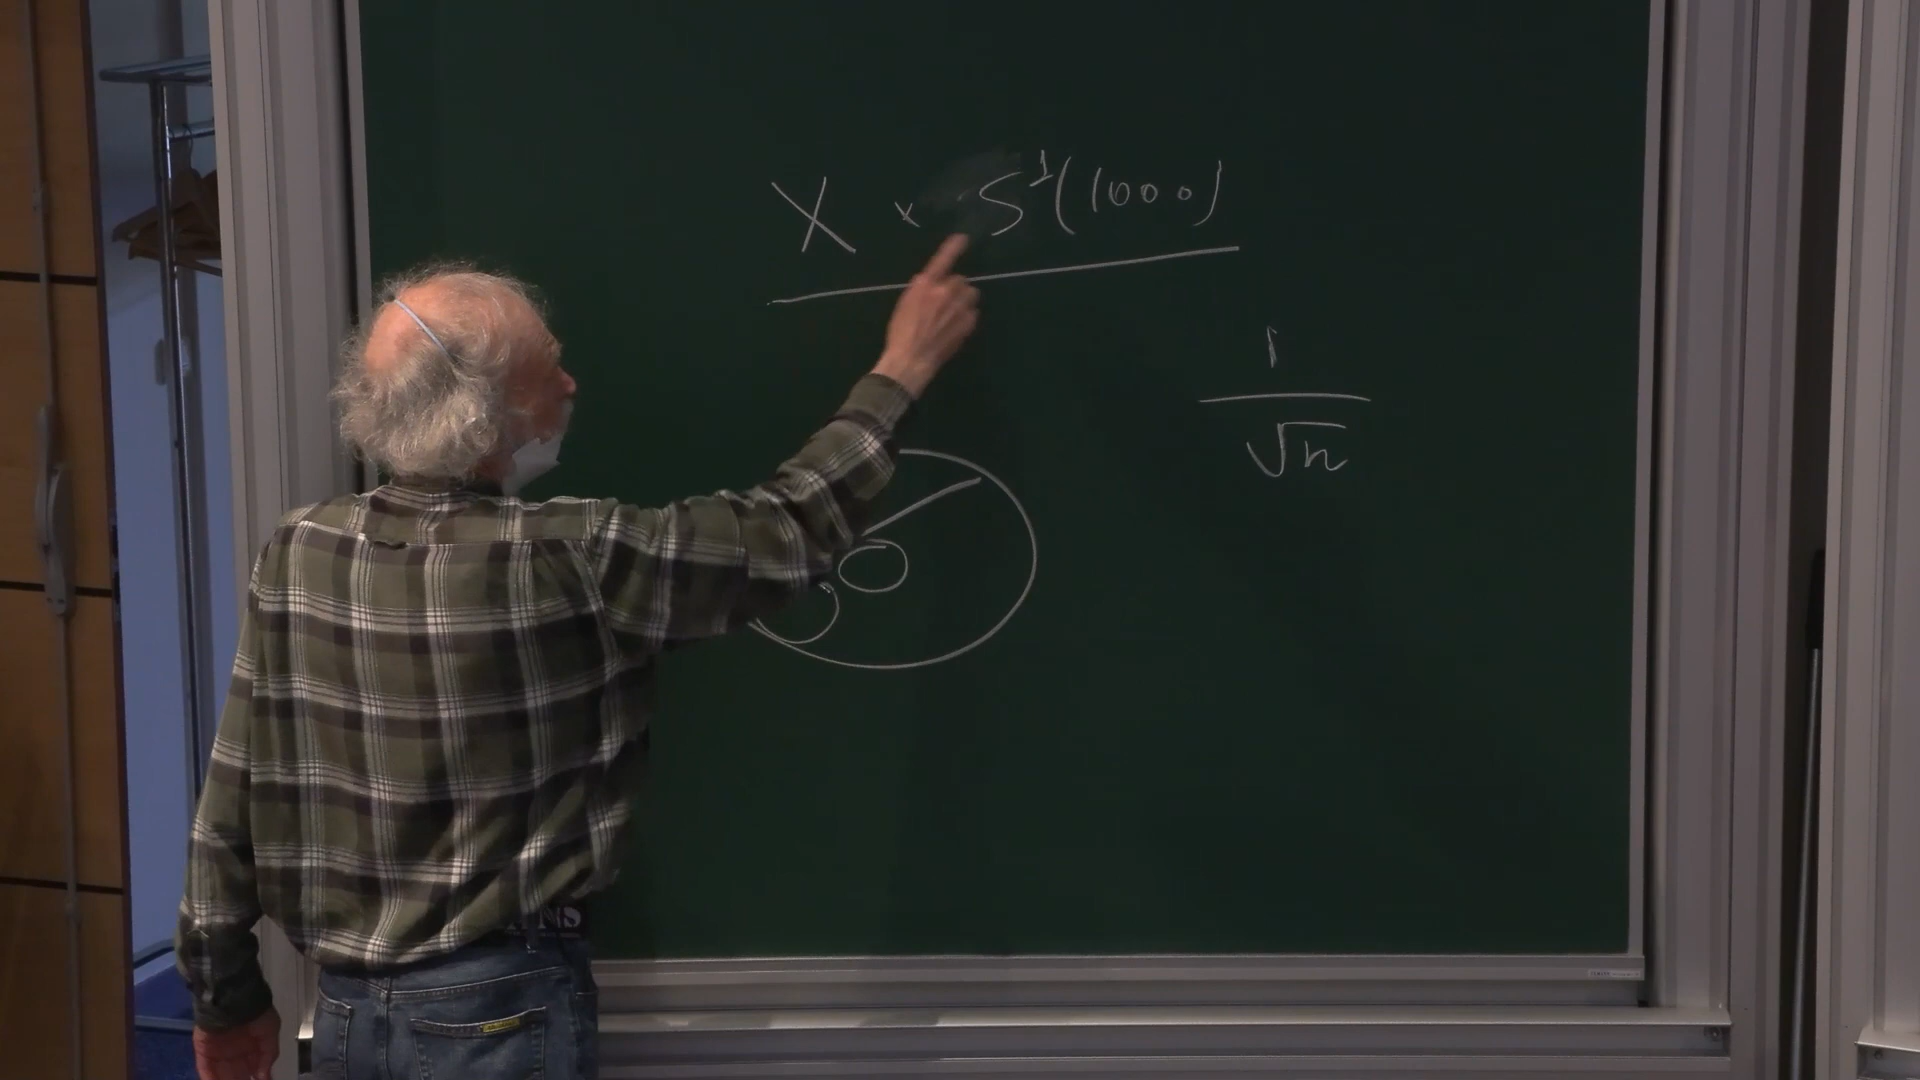 X × S¹(1000)
1
√n